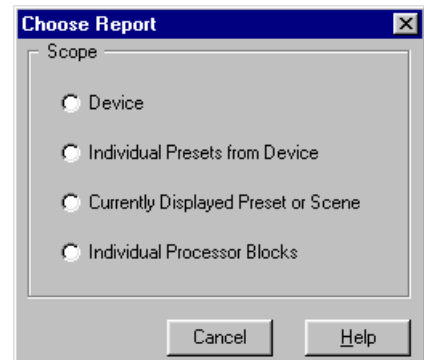 Choose Report
Scope
Device
Individual Presets from Device
Currently Displayed Preset or Scene
Individual Processor Blocks
Cancel Help